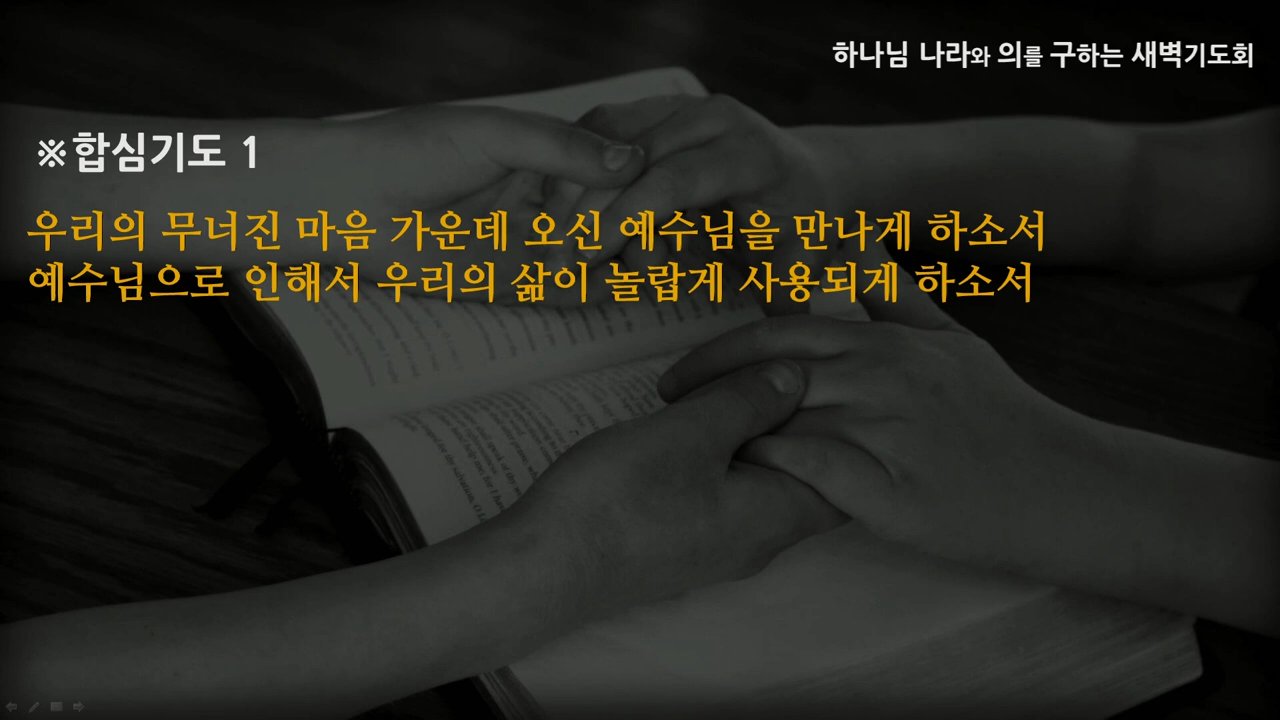 하나님 나라와 의를 구하는 새벽기도회
※합심기도 1
우리의 무너진 마음 가운데 오신 예수님을 만나게 하소서
예수님으로 인해서 우리의 삶이 놀랍게 사용되게 하소서